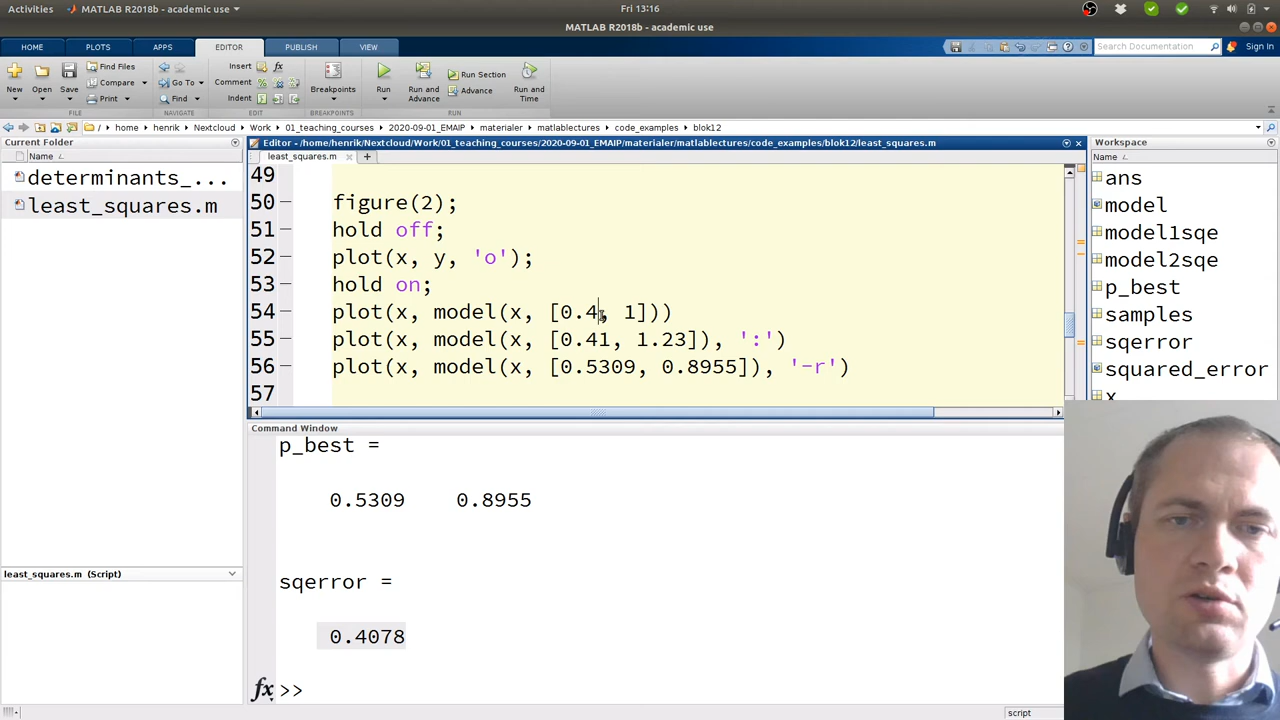 Activities
MATLAB R2018b - academic use
Fri 13:16
MATLAB R2018b - academic use
HOME PLOTS APPS EDITOR PUBLISH VIEW
Search Documentation
Sign In
New Open Save
Find Files
Compare
Print
Go To
Find
Insert fx
Comment
Indent
Breakpoints
Run
Run and Advance
Run Section
Advance
Run and Time
FILE NAVIGATE EDIT BREAKPOINTS RUN
/ home henrik Nextcloud Work 01_teaching_courses 2020-09-01_EMAIP materialer matlablectures code_examples blok12
Current Folder
Name
determinants_...
least_squares.m
least_squares.m (Script)
Editor - /home/henrik/Nextcloud/Work/01_teaching_courses/2020-09-01_EMAIP/materialer/matlablectures/code_examples/blok12/least_squares.m
least_squares.m
49
50 figure(2);
51 hold off;
52 plot(x, y, 'o');
53 hold on;
54 plot(x, model(x, [0.4, 1]))
55 plot(x, model(x, [0.41, 1.23]), ':')
56 plot(x, model(x, [0.5309, 0.8955]), '-r')
57
Command Window
p_best =
0.5309 0.8955
sqerror =
0.4078
fx >>
Workspace
Name
ans
model
model1sqe
model2sqe
p_best
samples
sqerror
squared_error
x
script